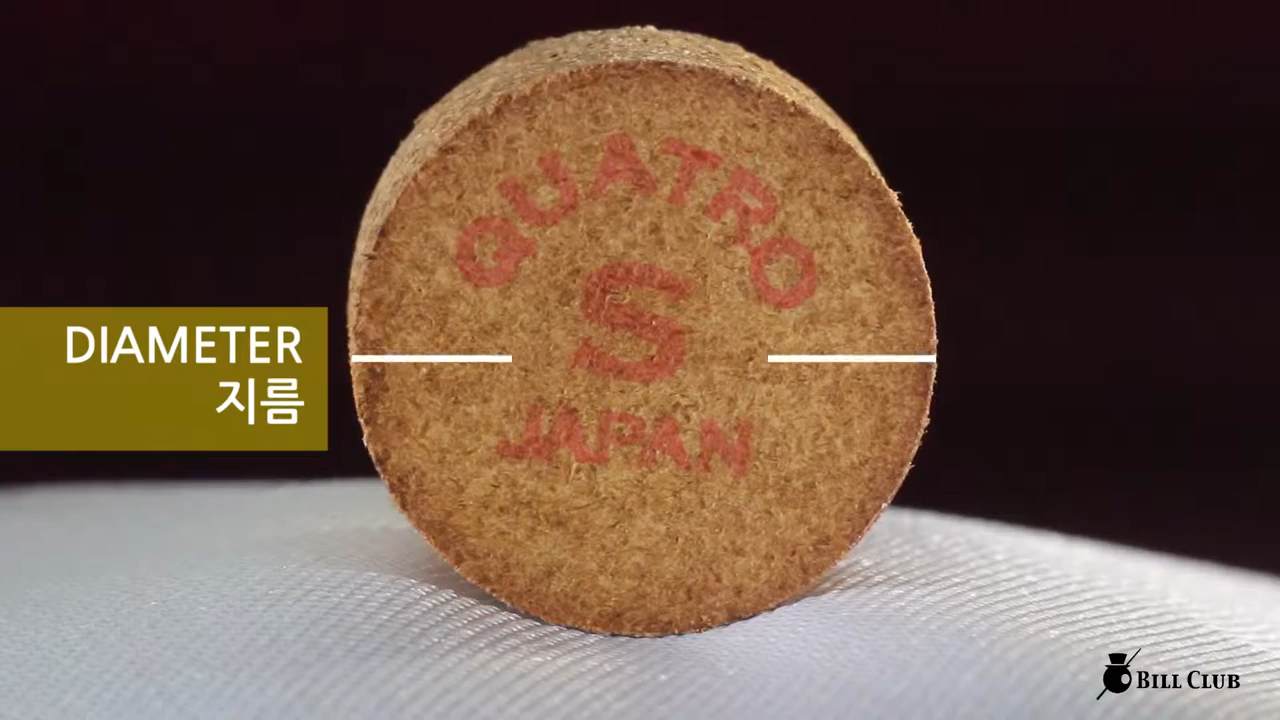 QUATRO
S
JAPAN
DIAMETER
지름
BILL CLUB